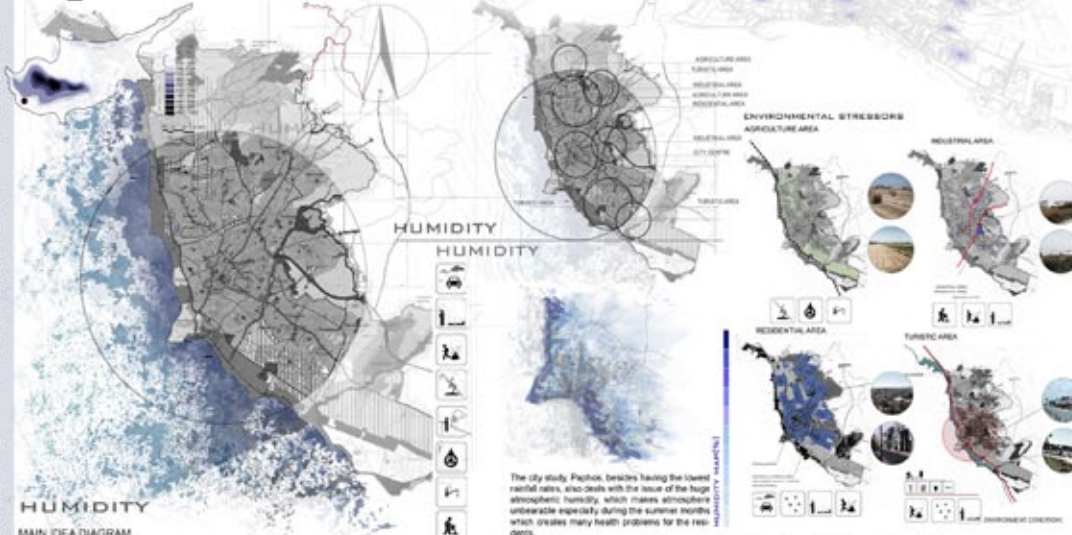 AGRICULTURE AREA
TURISTIC AREA
INDUSTRIAL AREA
AGRICULTURE AREA
RESIDENTIAL AREA
INDUSTRIAL AREA
CITY CENTRE
TURISTIC AREA
HUMIDITY
HUMIDITY
ENVIRONMENTAL STRESSORS
AGRICULTURE AREA
INDUSTRIAL AREA
RESIDENTIAL AREA
TURISTIC AREA
HUMIDITY MAP(%)
The city study, Paphos, besides having the lowest
rainfall rates, also deals with the issue of the huge
atmospheric humidity, which makes atmosphere
unbearable especially during the summer months
which creates many health problems for the resi-
dents.
ENVIRONMENT CONDITION
HUMIDITY
MAIN IDEA DIAGRAM